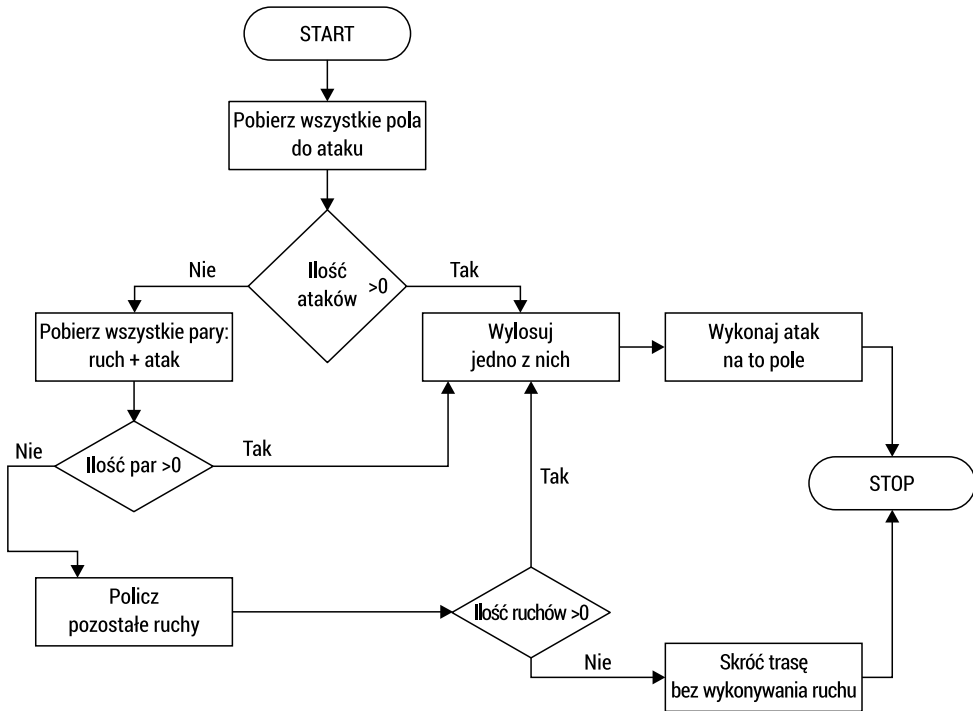 START
Pobierz wszystkie pola
do ataku
Nie
Ilość
ataków
>0
Tak
Pobierz wszystkie pary:
ruch + atak
Wylosuj
jedno z nich
Wykonaj atak
na to pole
Nie
Ilość par >0
Tak
Tak
STOP
Policz
pozostałe ruchy
Ilość ruchów >0
Nie
Skróć trasę
bez wykonywania ruchu